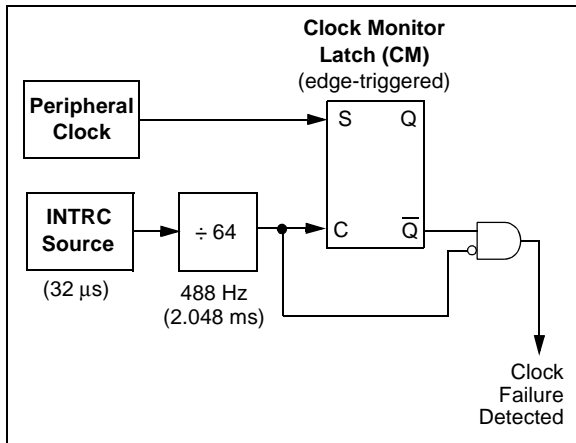 Clock Monitor
Latch (CM)
(edge-triggered)
Peripheral
Clock
S Q
INTRC
Source
÷ 64
C Q̅
(32 μs)
488 Hz
(2.048 ms)
Clock
Failure
Detected